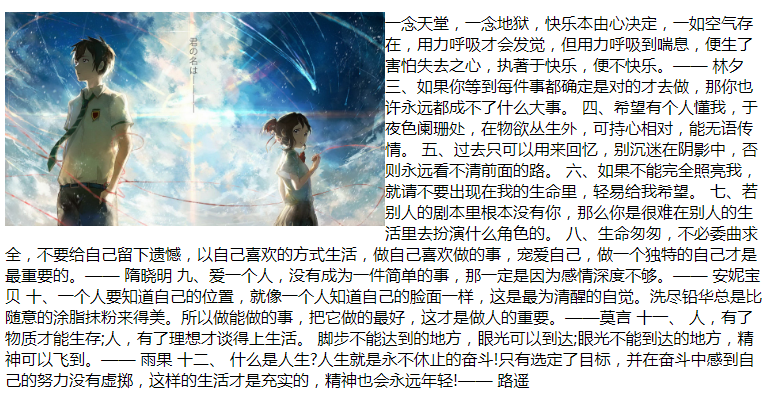 君の名は
一念天堂，一念地狱，快乐本由心决定，一如空气存
在，用力呼吸才会发觉，但用力呼吸到喘息，便生了
害怕失去之心，执著于快乐，便不快乐。—— 林夕
三、如果你等到每件事都确定是对的才去做，那你也
许永远都成不了什么大事。 四、希望有个人懂我，于
夜色阑珊处，在物欲丛生外，可持心相对，能无语传
情。 五、过去只可以用来回忆，别沉迷在阴影中，否
则永远看不清前面的路。 六、如果不能完全照亮我，
就请不要出现在我的生命里，轻易给我希望。 七、若
别人的剧本里根本没有你，那么你是很难在别人的生
活里去扮演什么角色的。 八、生命匆匆，不必委曲求
全，不要给自己留下遗憾，以自己喜欢的方式生活，做自己喜欢做的事，宠爱自己，做一个独特的自己才是
最重要的。—— 隋晓明 九、爱一个人，没有成为一件简单的事，那一定是因为感情深度不够。—— 安妮宝
贝 十、一个人要知道自己的位置，就像一个人知道自己的脸面一样，这是最为清醒的自觉。洗尽铅华总是比
随意的涂脂抹粉来得美。所以做能做的事，把它做的最好，这才是做人的重要。——莫言 十一、 人，有了
物质才能生存;人，有了理想才谈得上生活。 脚步不能达到的地方，眼光可以到达;眼光不能到达的地方，精
神可以飞到。—— 雨果 十二、 什么是人生?人生就是永不休止的奋斗!只有选定了目标，并在奋斗中感到自
己的努力没有虚掷，这样的生活才是充实的，精神也会永远年轻!—— 路遥